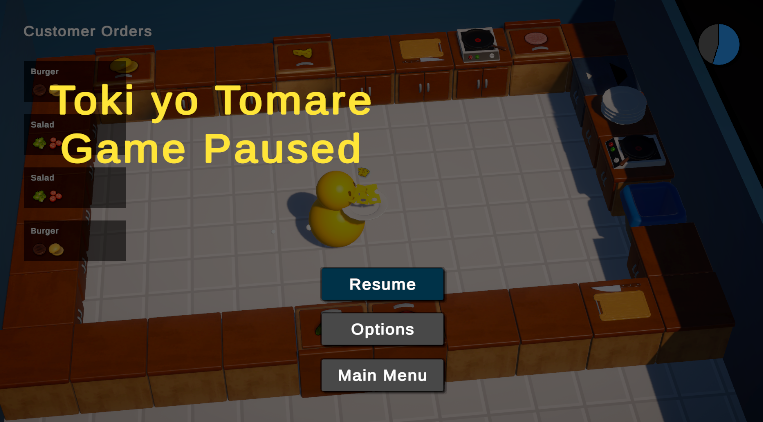 Customer Orders
Burger
Toki yo Tomare
Salad
Game Paused
Salad
Burger
Resume
Options
Main Menu